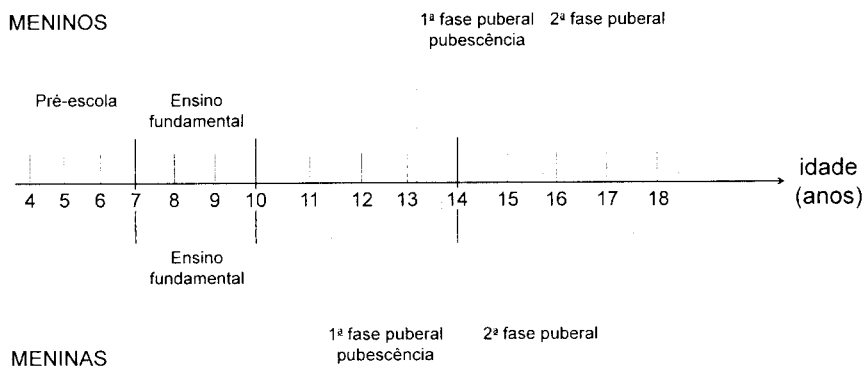 MENINOS
1ª fase puberal 2ª fase puberal
pubescência
Pré-escola Ensino
fundamental
idade
(anos)
4 5 6 7 8 9 10 11 12 13 14 15 16 17 18
Ensino
fundamental
1ª fase puberal 2ª fase puberal
pubescência
MENINAS